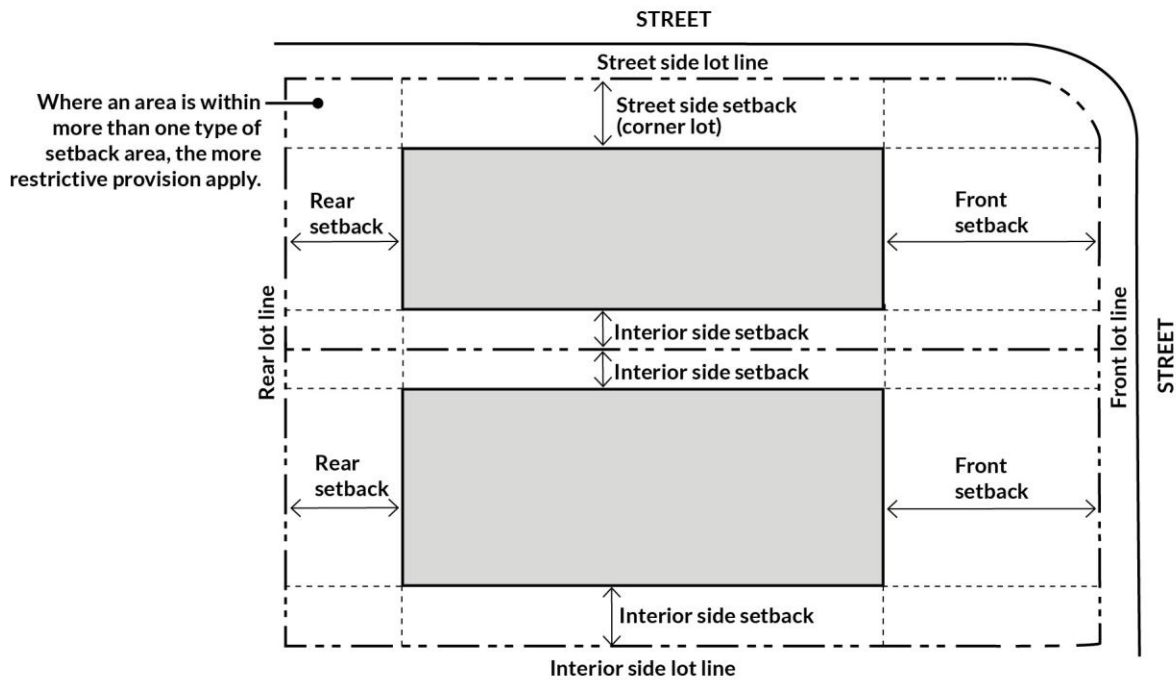 STREET
Street side lot line
Where an area is within
more than one type of
setback area, the more
restrictive provision apply.
Street side setback
(corner lot)
Rear
setback
Front
setback
Interior side setback
Interior side setback
Rear lot line
Front lot line
STREET
Rear
setback
Front
setback
Interior side setback
Interior side lot line